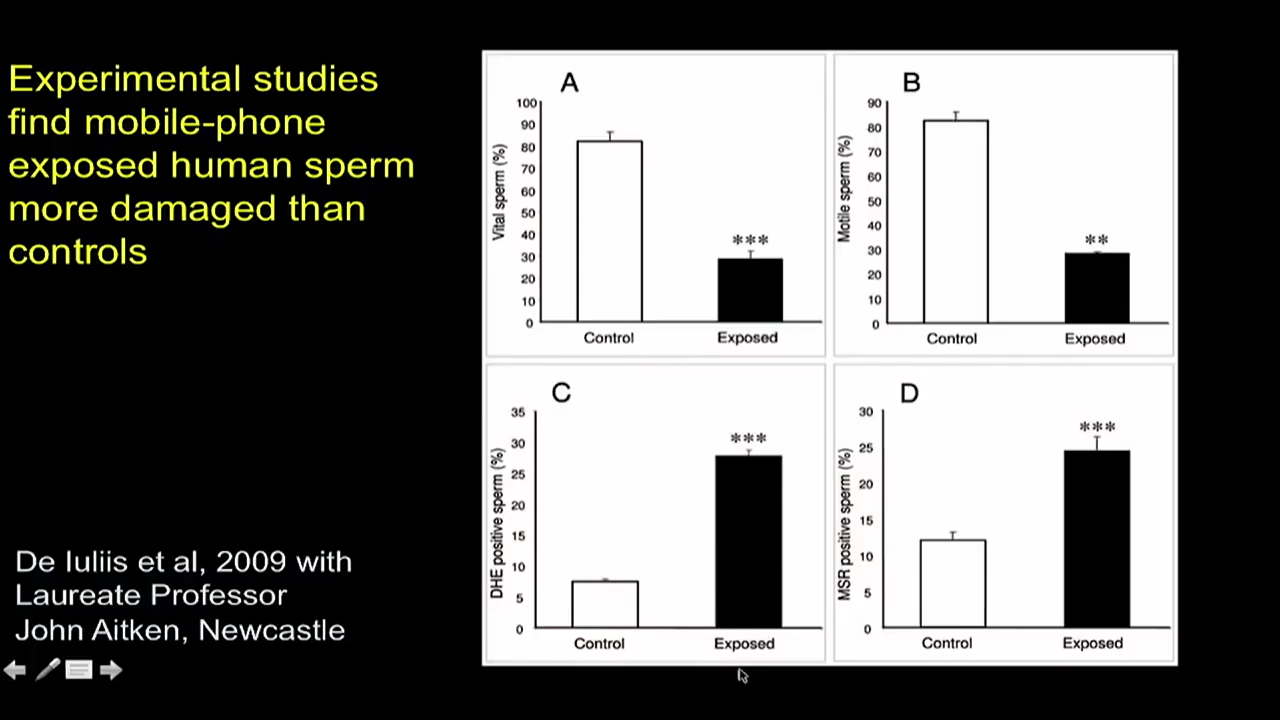 Experimental studies
find mobile-phone
exposed human sperm
more damaged than
controls
De Iuliis et al, 2009 with
Laureate Professor
John Aitken, Newcastle
A
Vital sperm (%)
100
90
80
70
60
50
40
30
20
10
0
***
Control Exposed
B
Motile sperm (%)
90
80
70
60
50
40
30
20
10
0
**
Control Exposed
C
DHE positive sperm (%)
35
30
25
20
15
10
5
0
***
Control Exposed
D
MSR positive sperm (%)
30
25
20
15
10
5
0
***
Control Exposed